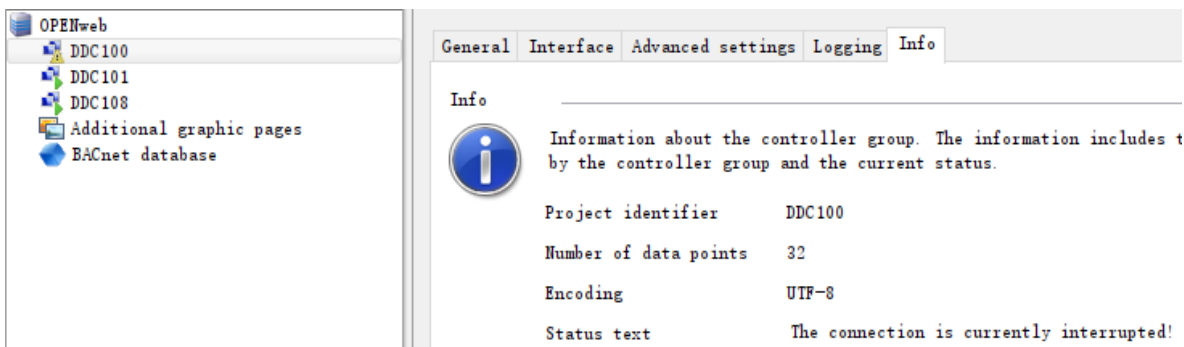 OPENweb
DDC100
DDC101
DDC108
Additional graphic pages
BACnet database
General Interface Advanced settings Logging Info
Info
Information about the controller group. The information includes
by the controller group and the current status.
Project identifier DDC100
Number of data points 32
Encoding UTF-8
Status text The connection is currently interrupted!